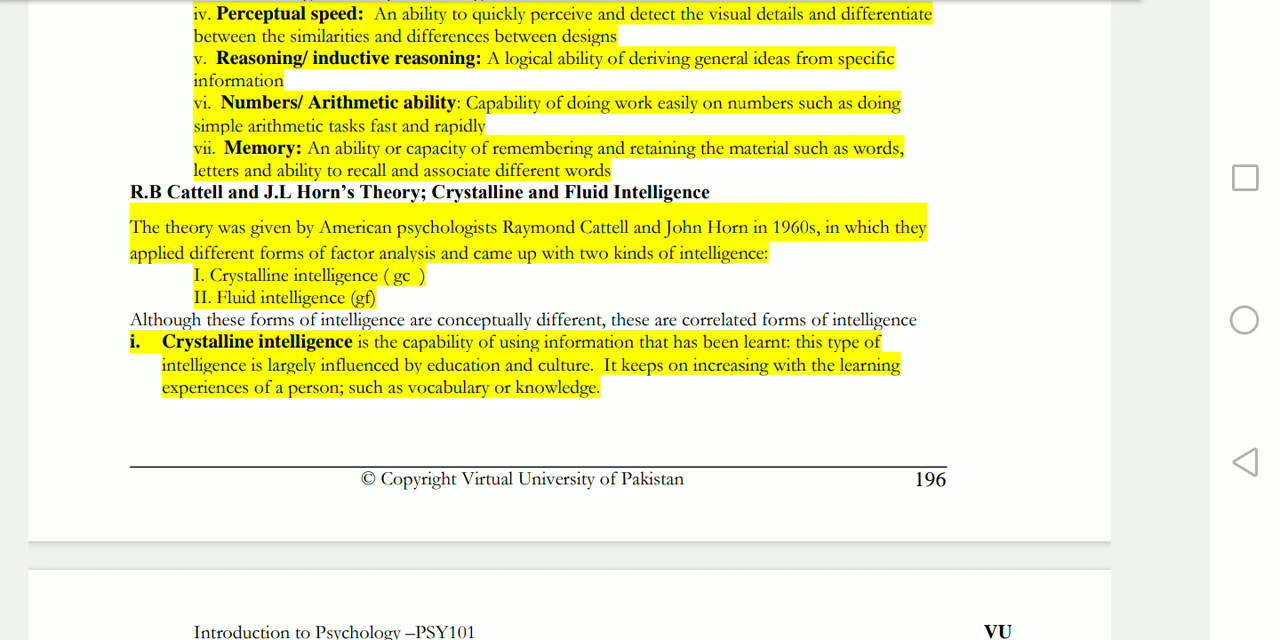 iv. Perceptual speed: An ability to quickly perceive and detect the visual details and differentiate
between the similarities and differences between designs
v. Reasoning/ inductive reasoning: A logical ability of deriving general ideas from specific
information
vi. Numbers/ Arithmetic ability: Capability of doing work easily on numbers such as doing
simple arithmetic tasks fast and rapidly
vii. Memory: An ability or capacity of remembering and retaining the material such as words,
letters and ability to recall and associate different words
R.B Cattell and J.L Horn's Theory; Crystalline and Fluid Intelligence
The theory was given by American psychologists Raymond Cattell and John Horn in 1960s, in which they
applied different forms of factor analysis and came up with two kinds of intelligence:
I. Crystalline intelligence ( gc )
II. Fluid intelligence (gf)
Although these forms of intelligence are conceptually different, these are correlated forms of intelligence
i. Crystalline intelligence is the capability of using information that has been learnt: this type of
intelligence is largely influenced by education and culture. It keeps on increasing with the learning
experiences of a person; such as vocabulary or knowledge.
© Copyright Virtual University of Pakistan 196
Introduction to Psychology –PSY101 VU